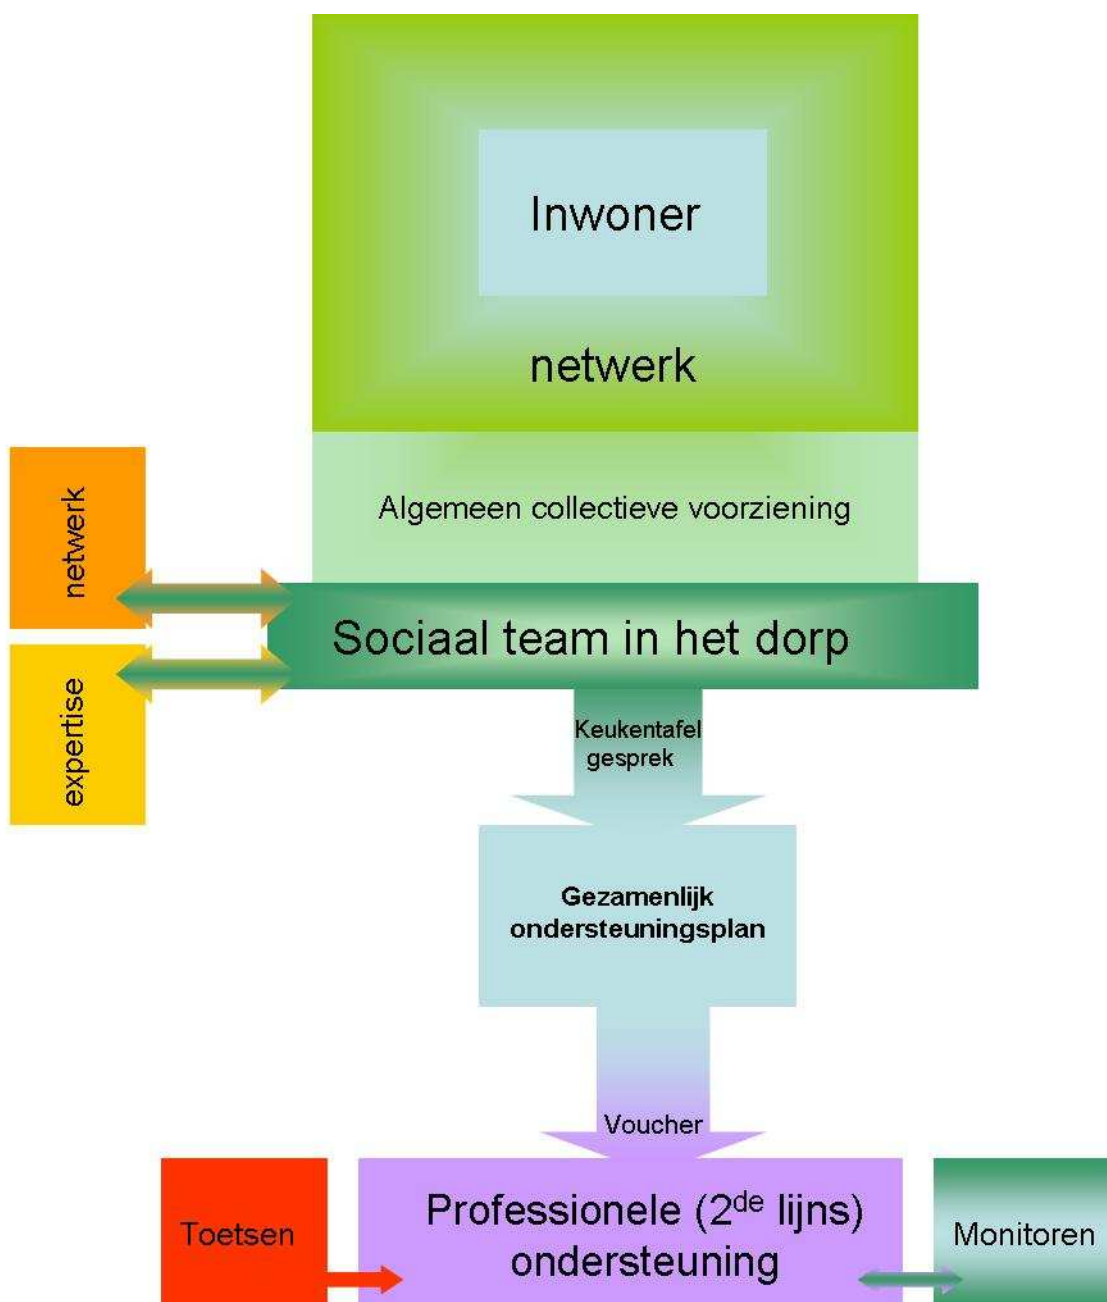 Inwoner
netwerk
Algemeen collectieve voorziening
netwerk
Sociaal team in het dorp
expertise
Keukentafel
gesprek
Gezamenlijk
ondersteuningsplan
Voucher
Toetsen
Professionele (2de lijns)
ondersteuning
Monitoren